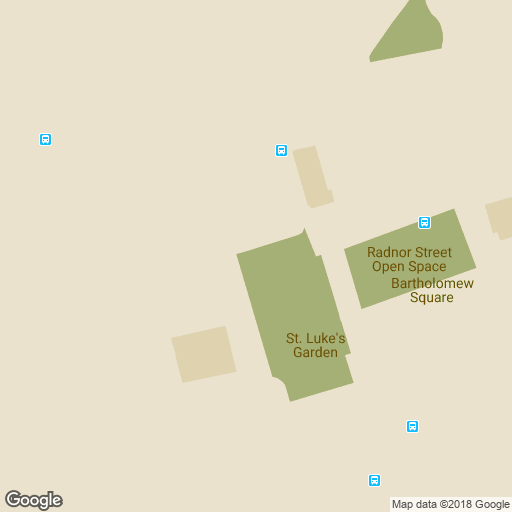 Radnor Street
Open Space
Bartholomew
Square
St. Luke's
Garden
Google
Map data ©2018 Google